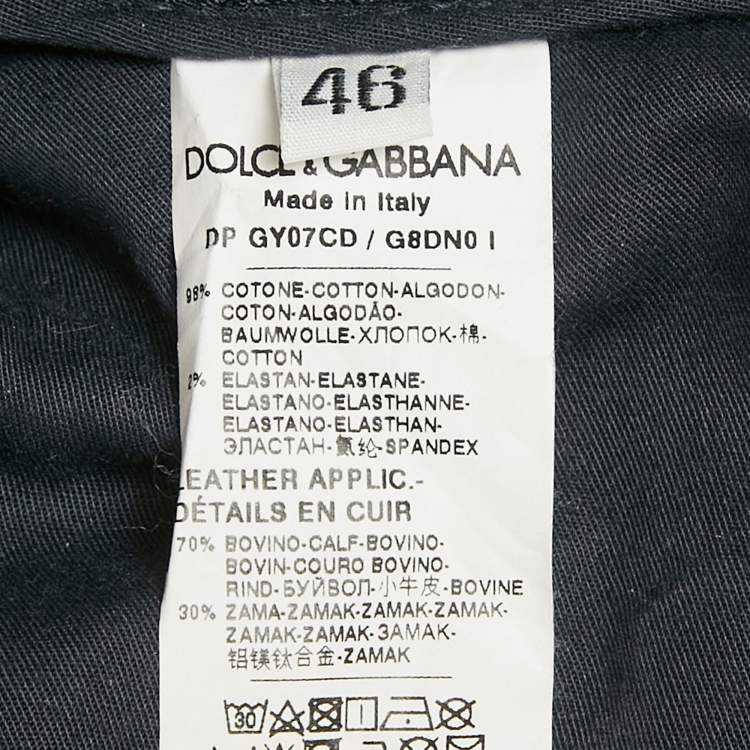 46
DOLCE & GABBANA
Made in Italy
DP GY07CD / G8DN0 I
98% COTONE-COTTON-ALGODON-
COTON-ALGODÃO-
BAUMWOLLE-ХЛОПОК-棉-
COTTON
2% ELASTAN-ELASTANE-
ELASTANO-ELASTHANNE-
ELASTANO-ELASTHAN-
ЭЛАСТАН-氨纶-SPANDEX
LEATHER APPLIC.-
DÉTAILS EN CUIR
70% BOVINO-CALF-BOVINO-
BOVIN-COURO BOVINO-
RIND-БУЙВОЛ-小牛皮-BOVINE
30% ZAMA-ZAMAK-ZAMAK-ZAMAK-
ZAMAK-ZAMAK-ЗАМАК-
铝镁钛合金-ZAMAK
30